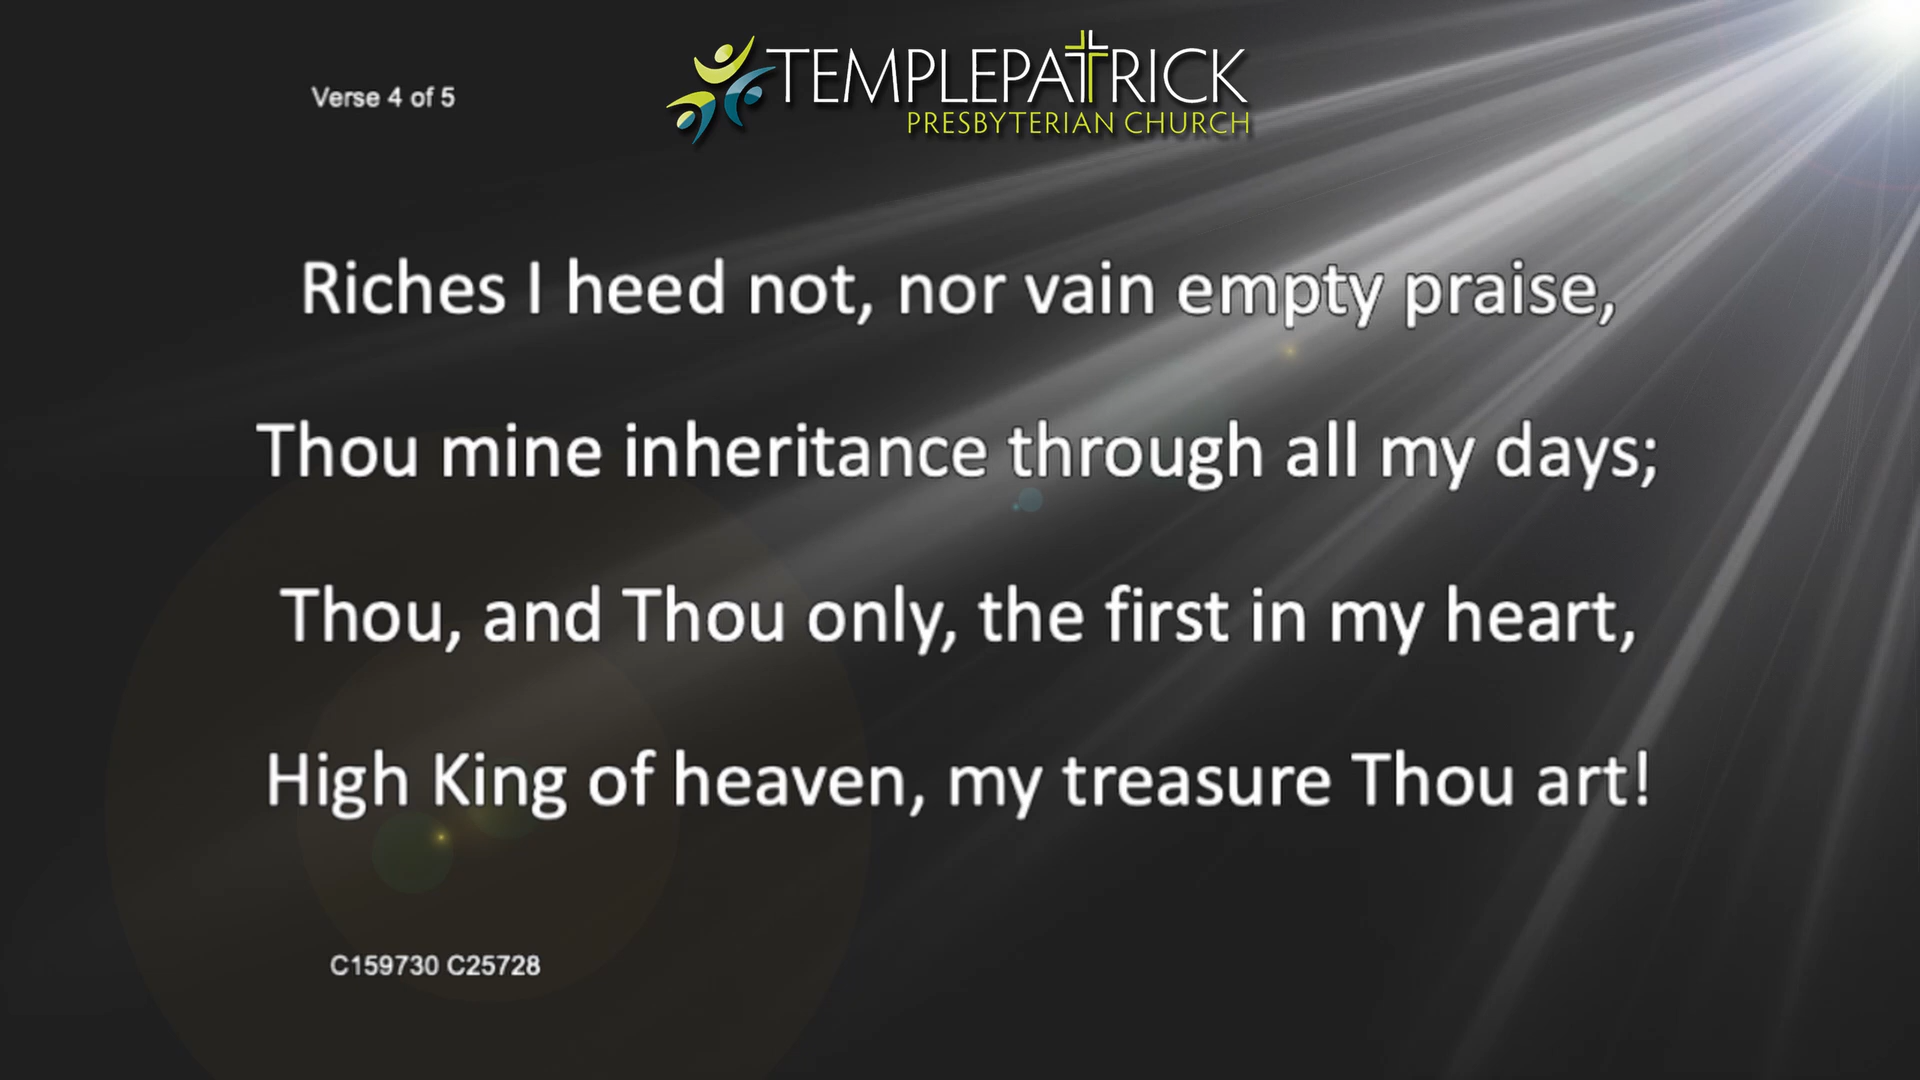 Verse 4 of 5
TEMPLEPATRICK
PRESBYTERIAN CHURCH
Riches I heed not, nor vain empty praise,
Thou mine inheritance through all my days;
Thou, and Thou only, the first in my heart,
High King of heaven, my treasure Thou art!
C159730 C25728